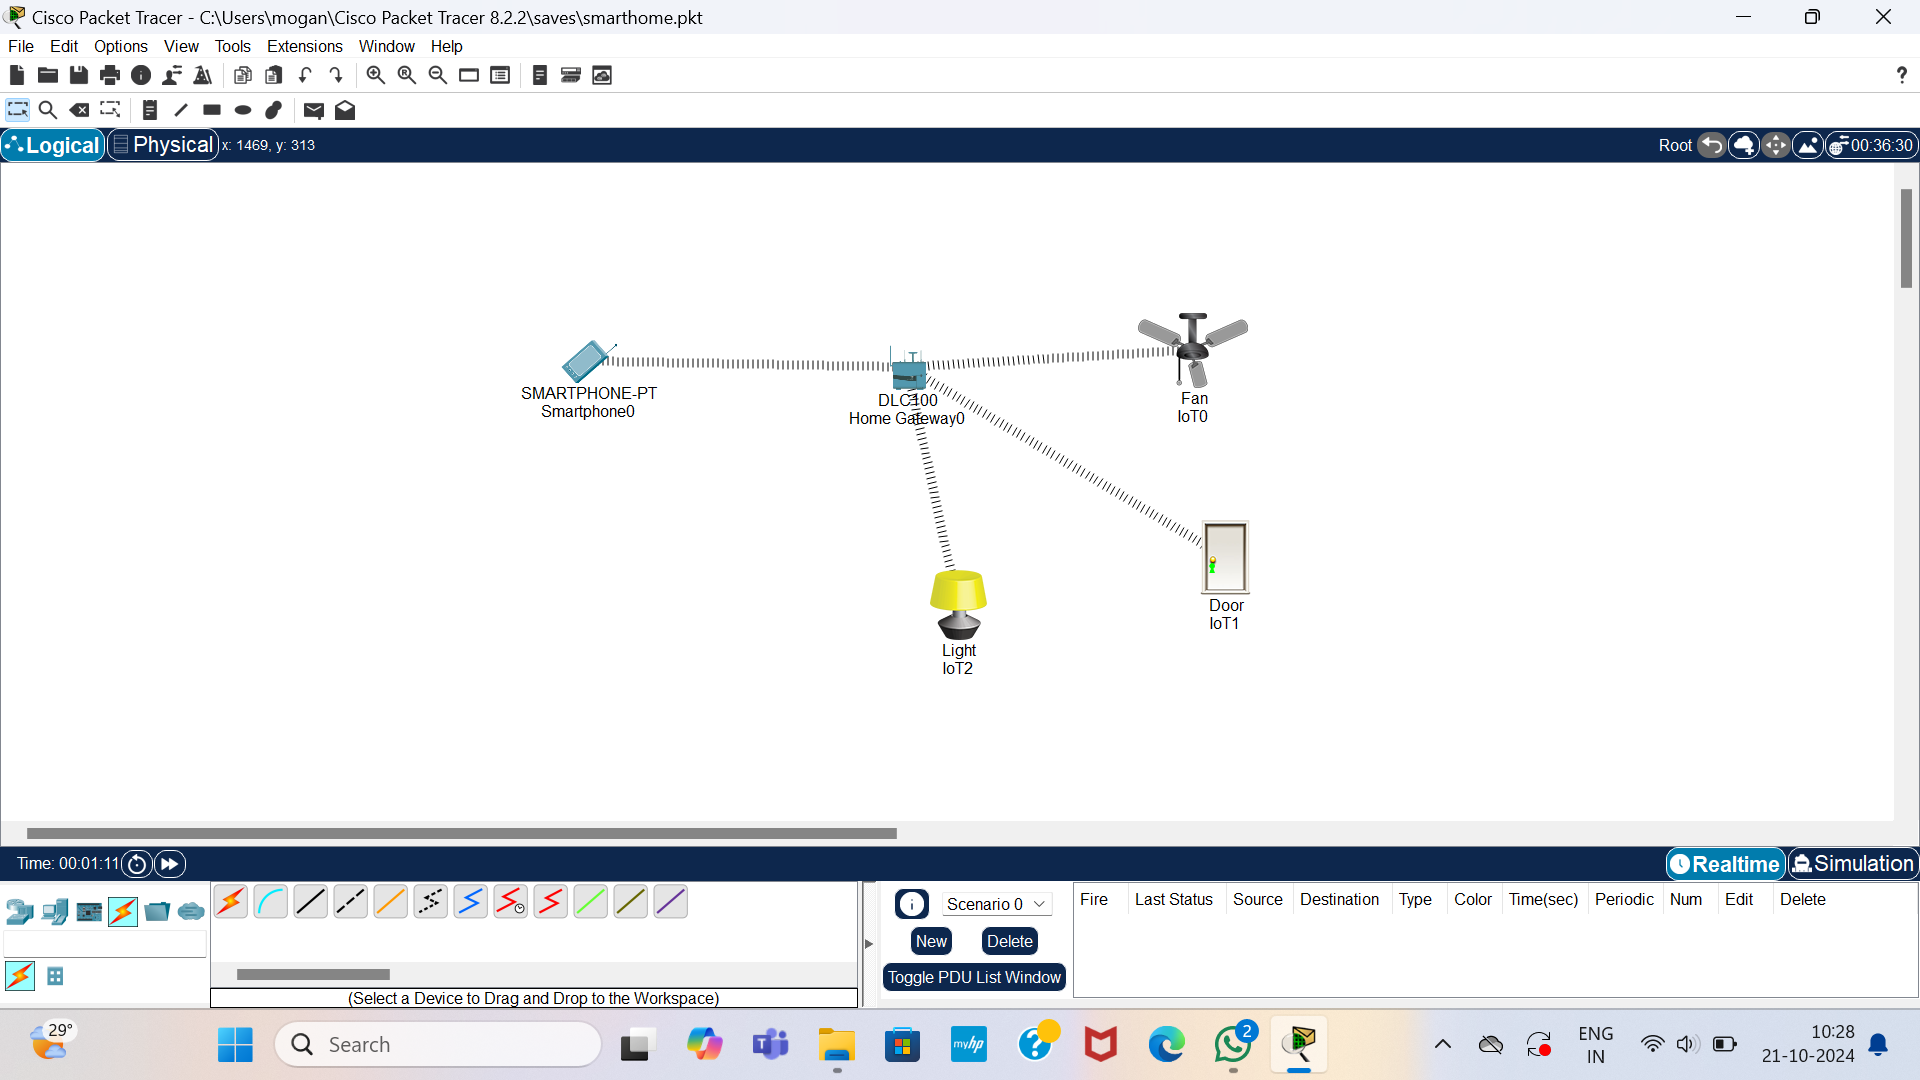 Cisco Packet Tracer - C:\Users\mogan\Cisco Packet Tracer 8.2.2\saves\smarthome.pkt
File Edit Options View Tools Extensions Window Help
?
Logical Physical x: 1469, y: 313 Root 00:36:30
SMARTPHONE-PT
Smartphone0
DLC100
Home Gateway0
Fan
IoT0
Door
IoT1
Light
IoT2
Time: 00:01:11 Realtime Simulation
Scenario 0
New Delete
Toggle PDU List Window
Fire Last Status Source Destination Type Color Time(sec) Periodic Num Edit Delete
(Select a Device to Drag and Drop to the Workspace)
29°
Search
myhp
2
ENG
IN
10:28
21-10-2024